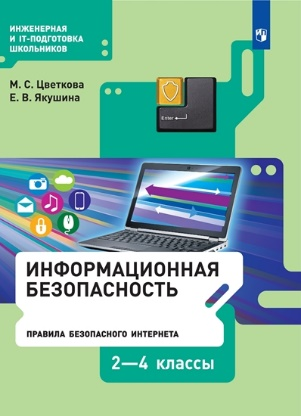 ИНЖЕНЕРНАЯ
И IT-ПОДГОТОВКА
ШКОЛЬНИКОВ
М. С. Цветкова
Е. В. Якушина
Enter
ИНФОРМАЦИОННАЯ
БЕЗОПАСНОСТЬ
ПРАВИЛА БЕЗОПАСНОГО ИНТЕРНЕТА
2—4 классы